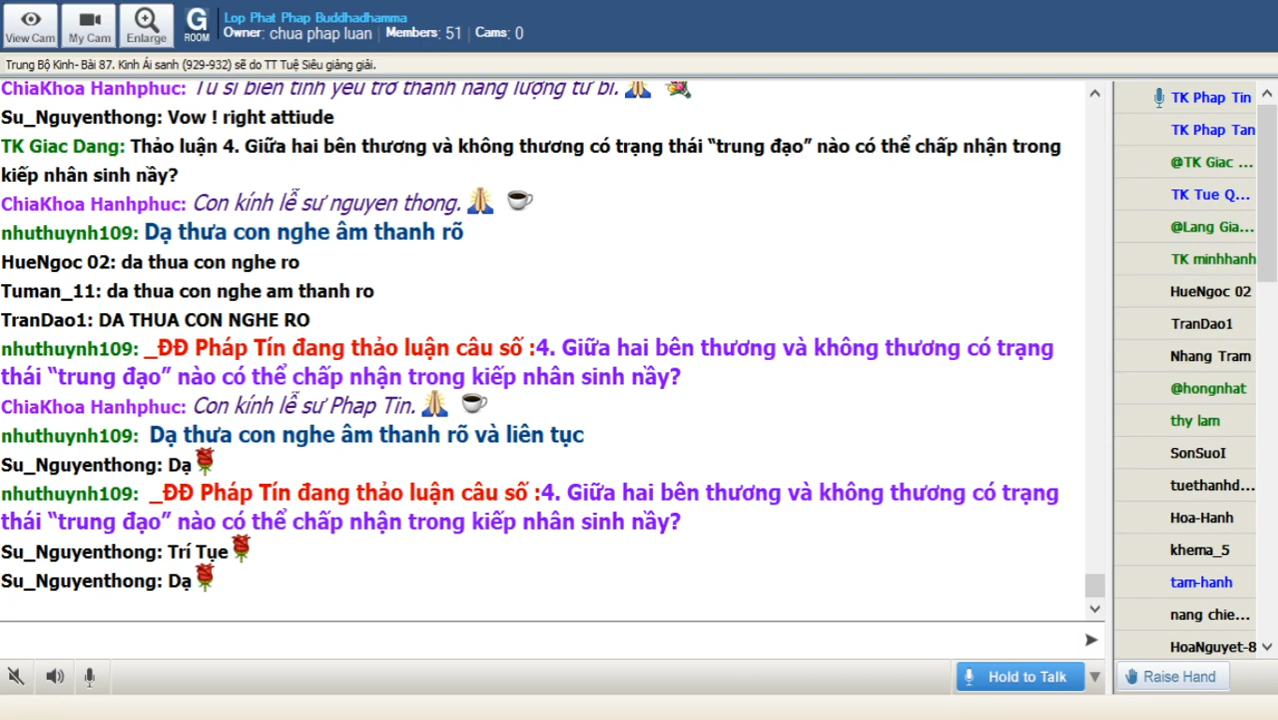 View Cam
My Cam
Enlarge
G
ROOM
Lop Phat Phap Buddhadhamma
Owner: chua phap luan | Members: 51 | Cams: 0
Trung Bộ Kinh- Bài 87. Kinh Ái sanh (929-932) sẽ do TT Tuệ Siêu giảng giải.
ChiaKhoa Hanhphuc: Tu sĩ biến tình yêu trở thành năng lượng từ bi.
Su_Nguyenthong: Vow ! right attiude
TK Giac Dang: Thảo luận 4. Giữa hai bên thương và không thương có trạng thái “trung đạo” nào có thể chấp nhận trong
kiếp nhân sinh nầy?
ChiaKhoa Hanhphuc: Con kính lễ sư nguyen thong.
nhuthuynh109: Dạ thưa con nghe âm thanh rõ
HueNgoc 02: da thua con nghe ro
Tuman_11: da thua con nghe am thanh ro
TranDao1: DA THUA CON NGHE RO
nhuthuynh109: _ĐĐ Pháp Tín đang thảo luận câu số :4. Giữa hai bên thương và không thương có trạng
thái “trung đạo” nào có thể chấp nhận trong kiếp nhân sinh nầy?
ChiaKhoa Hanhphuc: Con kính lễ sư Phap Tin.
nhuthuynh109: Dạ thưa con nghe âm thanh rõ và liên tục
Su_Nguyenthong: Dạ
nhuthuynh109: _ĐĐ Pháp Tín đang thảo luận câu số :4. Giữa hai bên thương và không thương có trạng
thái “trung đạo” nào có thể chấp nhận trong kiếp nhân sinh nầy?
Su_Nguyenthong: Trí Tụe
Su_Nguyenthong: Dạ
Hold to Talk
TK Phap Tin
TK Phap Tan
@TK Giac ...
TK Tue Q...
@Lang Gia...
TK minhhanh
HueNgoc 02
TranDao1
Nhang Tram
@hongnhat
thy lam
SonSuoI
tuethanhd...
Hoa-Hanh
khema_5
tam-hanh
nang chie...
HoaNguyet-8
Raise Hand